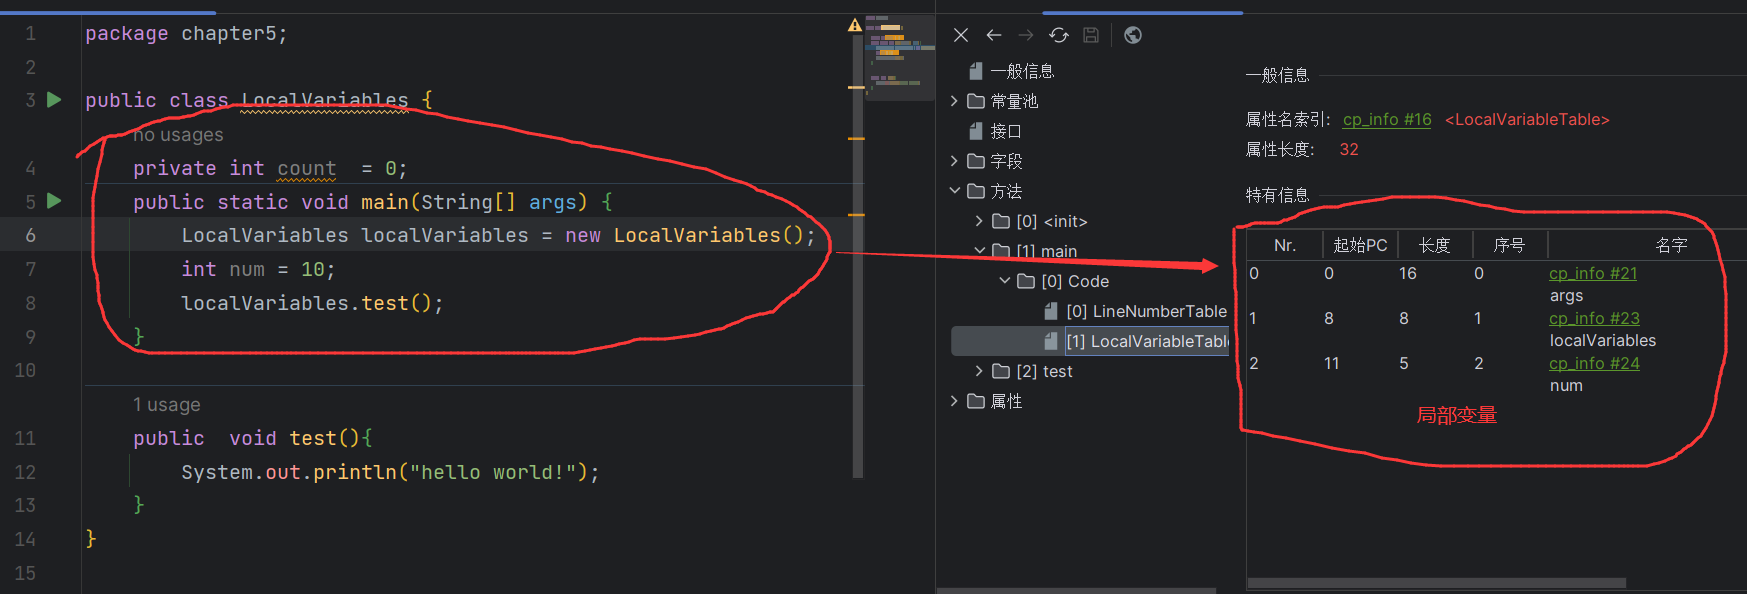 1 package chapter5;
2
3 public class LocalVariables {
no usages
4 private int count = 0;
5 public static void main(String[] args) {
6 LocalVariables localVariables = new LocalVariables();
7 int num = 10;
8 localVariables.test();
9 }
10
1 usage
11 public void test(){
12 System.out.println("hello world!");
13 }
14 }
15
一般信息
常量池
接口
字段
方法
[0] <init>
[1] main
[0] Code
[0] LineNumberTable
[1] LocalVariableTabl
[2] test
属性
一般信息
属性名索引: cp_info #16 <LocalVariableTable>
属性长度: 32
特有信息
Nr. 起始PC 长度 序号 名字
0 0 16 0 cp_info #21
args
1 8 8 1 cp_info #23
localVariables
2 11 5 2 cp_info #24
num
局部变量